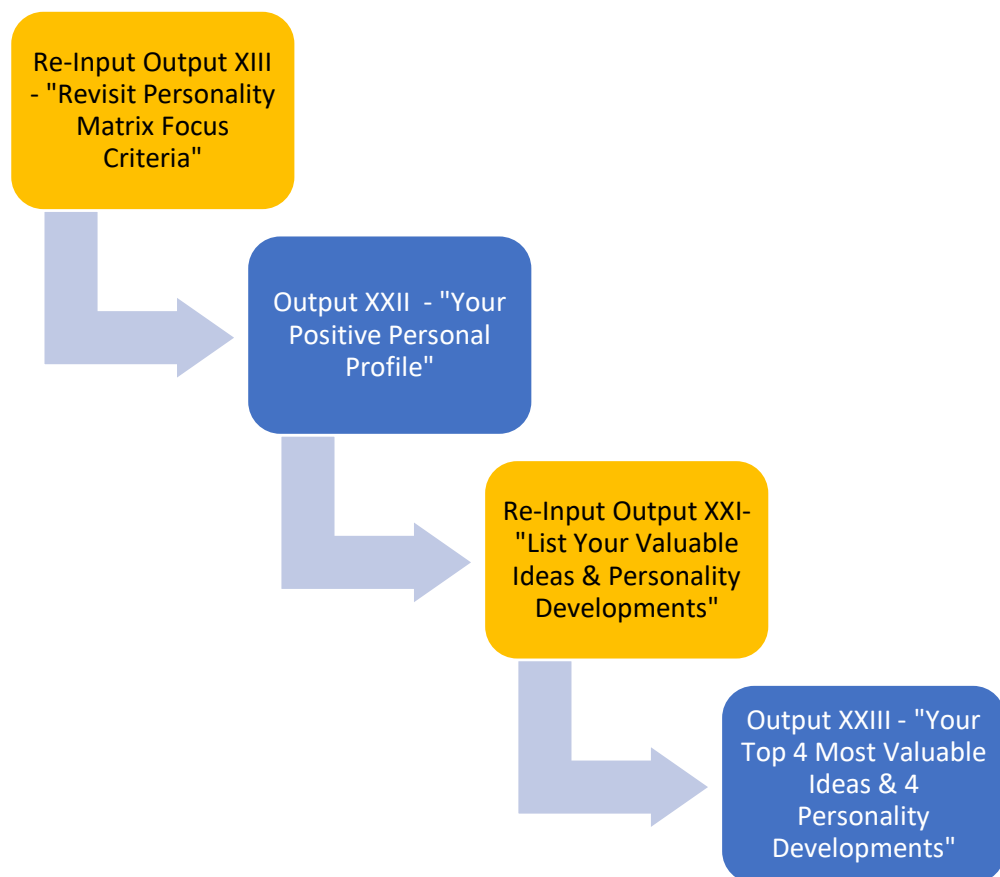 Re-Input Output XIII
- "Revisit Personality
Matrix Focus
Criteria"
Output XXII  - "Your
Positive Personal
Profile"
Re-Input Output XXI-
"List Your Valuable
Ideas & Personality
Developments"
Output XXIII - "Your
Top 4 Most Valuable
Ideas & 4
Personality
Developments"